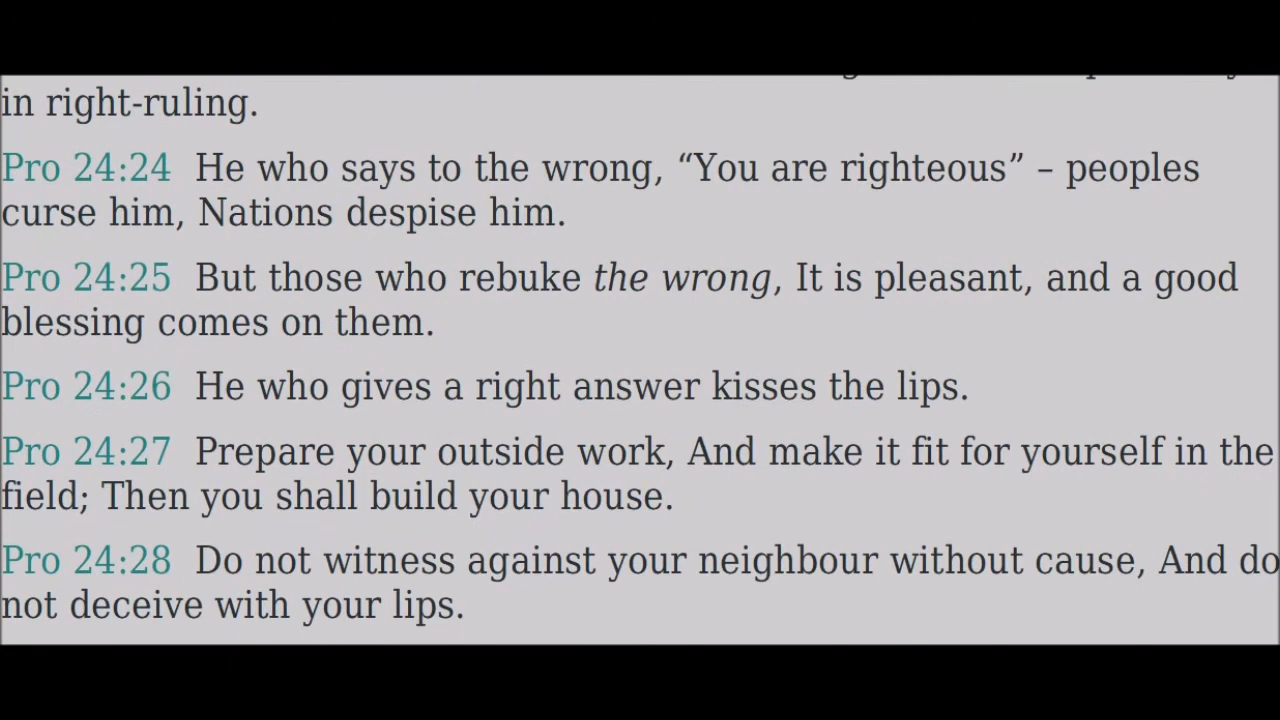 in right-ruling.
Pro 24:24 He who says to the wrong, “You are righteous” – peoples
curse him, Nations despise him.
Pro 24:25 But those who rebuke the wrong, It is pleasant, and a good
blessing comes on them.
Pro 24:26 He who gives a right answer kisses the lips.
Pro 24:27 Prepare your outside work, And make it fit for yourself in the
field; Then you shall build your house.
Pro 24:28 Do not witness against your neighbour without cause, And do
not deceive with your lips.